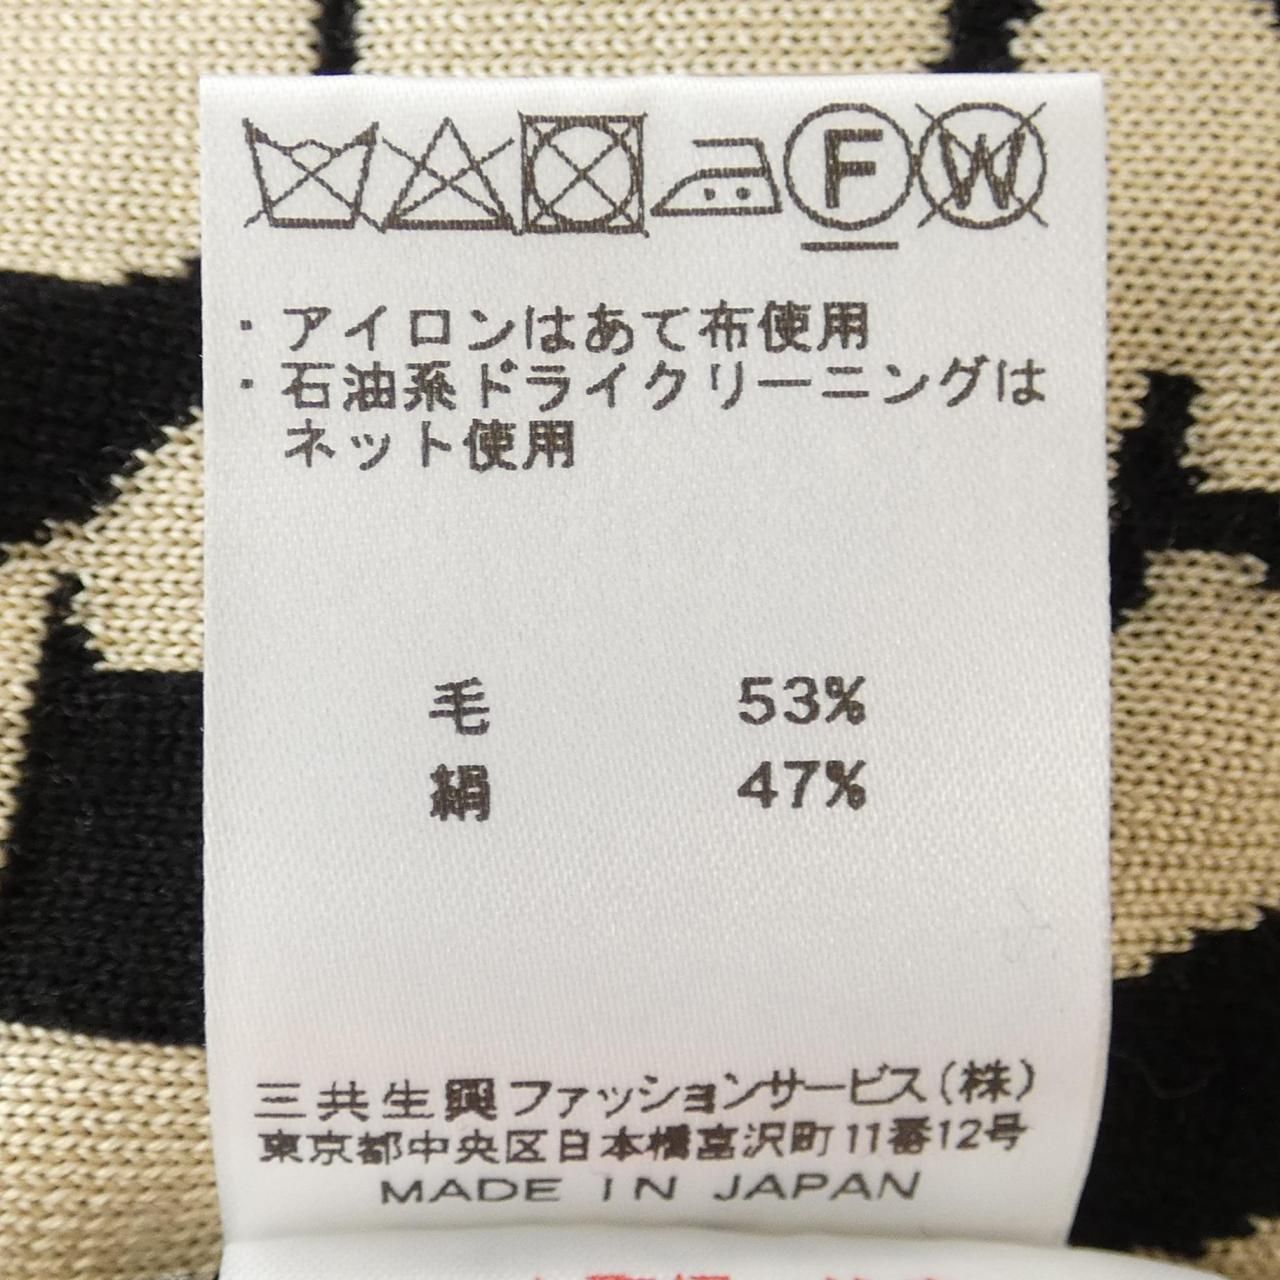 F W
・アイロンはあて布使用
・石油系ドライクリーニングは
ネット使用
毛 53%
絹 47%
三共生興ファッションサービス(株)
東京都中央区日本橋富沢町11番12号
MADE IN JAPAN